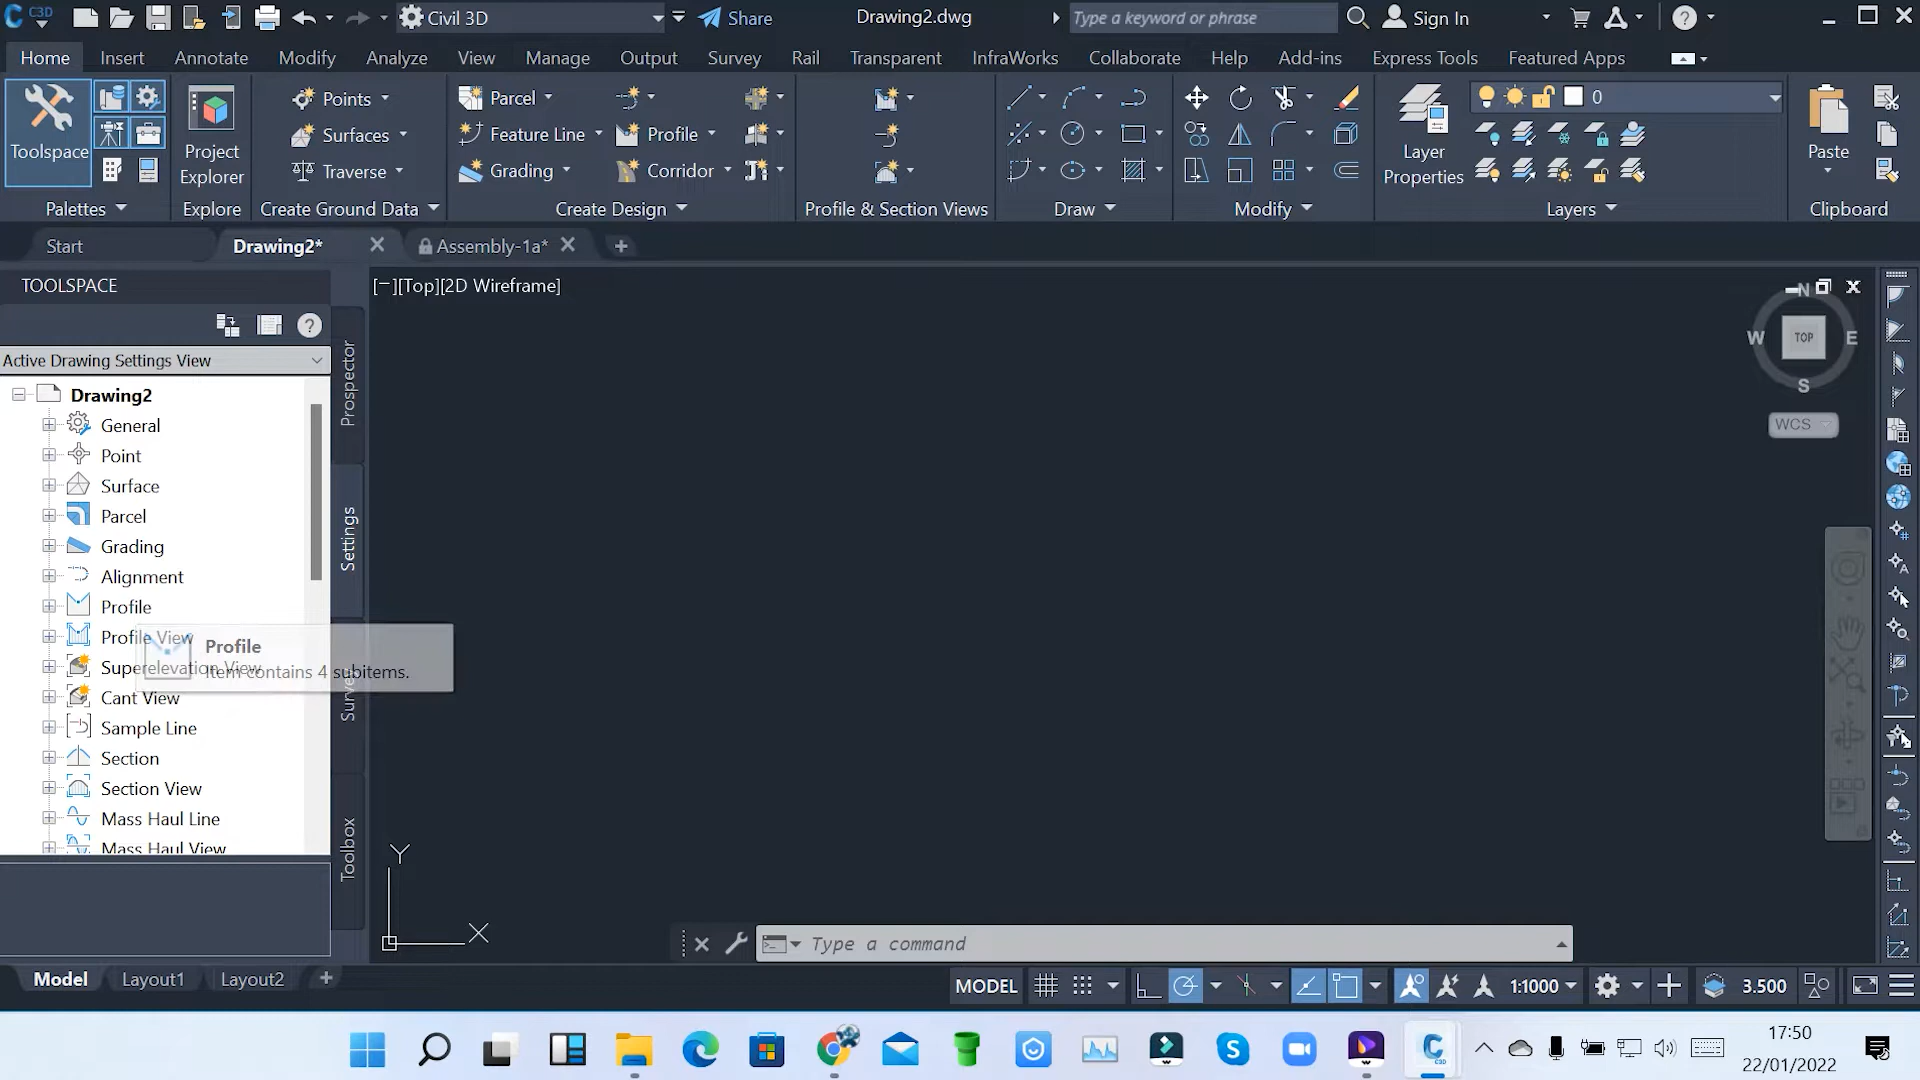 C3D Civil 3D Share Drawing2.dwg Type a keyword or phrase Sign In
Home Insert Annotate Modify Analyze View Manage Output Survey Rail Transparent InfraWorks Collaborate Help Add-ins Express Tools Featured Apps
Toolspace
Palettes
Project
Explorer
Explore
Points
Surfaces
Traverse
Create Ground Data
Parcel
Feature Line Profile
Grading Corridor
Create Design
Profile & Section Views
Draw
Modify
Layer
Properties
0
Layers
Paste
Clipboard
Start Drawing2* Assembly-1a*
TOOLSPACE
Active Drawing Settings View
Drawing2
General
Point
Surface
Parcel
Grading
Alignment
Profile
Profile View
Superelevation View
Cant View
Sample Line
Section
Section View
Mass Haul Line
Mass Haul View
Profile
Item contains 4 subitems.
Prospector
Settings
Survey
Toolbox
[−][Top][2D Wireframe]
N
W TOP E
S
WCS
Y
X
Type a command
Model Layout1 Layout2 +
MODEL 1:1000 3.500
17:50
22/01/2022